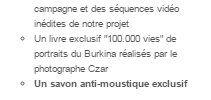 campagne et des séquences vidéo
inédites de notre projet
Un livre exclusif "100.000 vies" de
portraits du Burkina réalisés par le
photographe Czar
Un savon anti-moustique exclusif